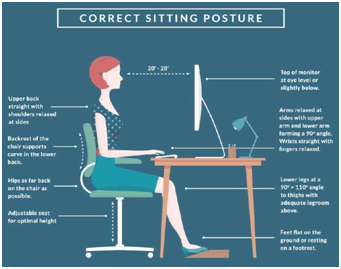 CORRECT SITTING POSTURE
20" - 28"
Upper back
straight with
shoulders relaxed
at sides
Backrest of the
chair supports
curve in the lower
back.
Hips as far back
on the chair as
possible.
Adjustable seat
for optimal height
Top of monitor
at eye level or
slightly below.
Arms relaxed at
sides with upper
arm and lower arm
forming a 90° angle.
Wrists straight with
fingers relaxed.
Lower legs at a
90° > 110° angle
to thighs with
adequate legroom
above.
Feet flat on the
ground or resting
on a footrest.